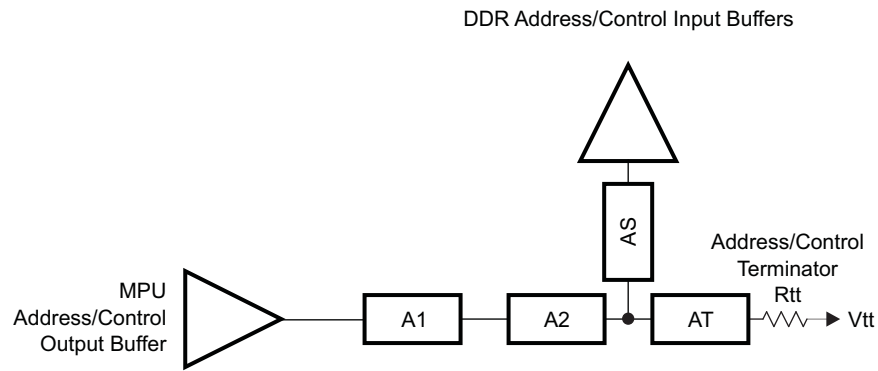 DDR Address/Control Input Buffers
AS
Address/Control
Terminator
Rtt
MPU
Address/Control
Output Buffer
A1
A2
AT
Vtt